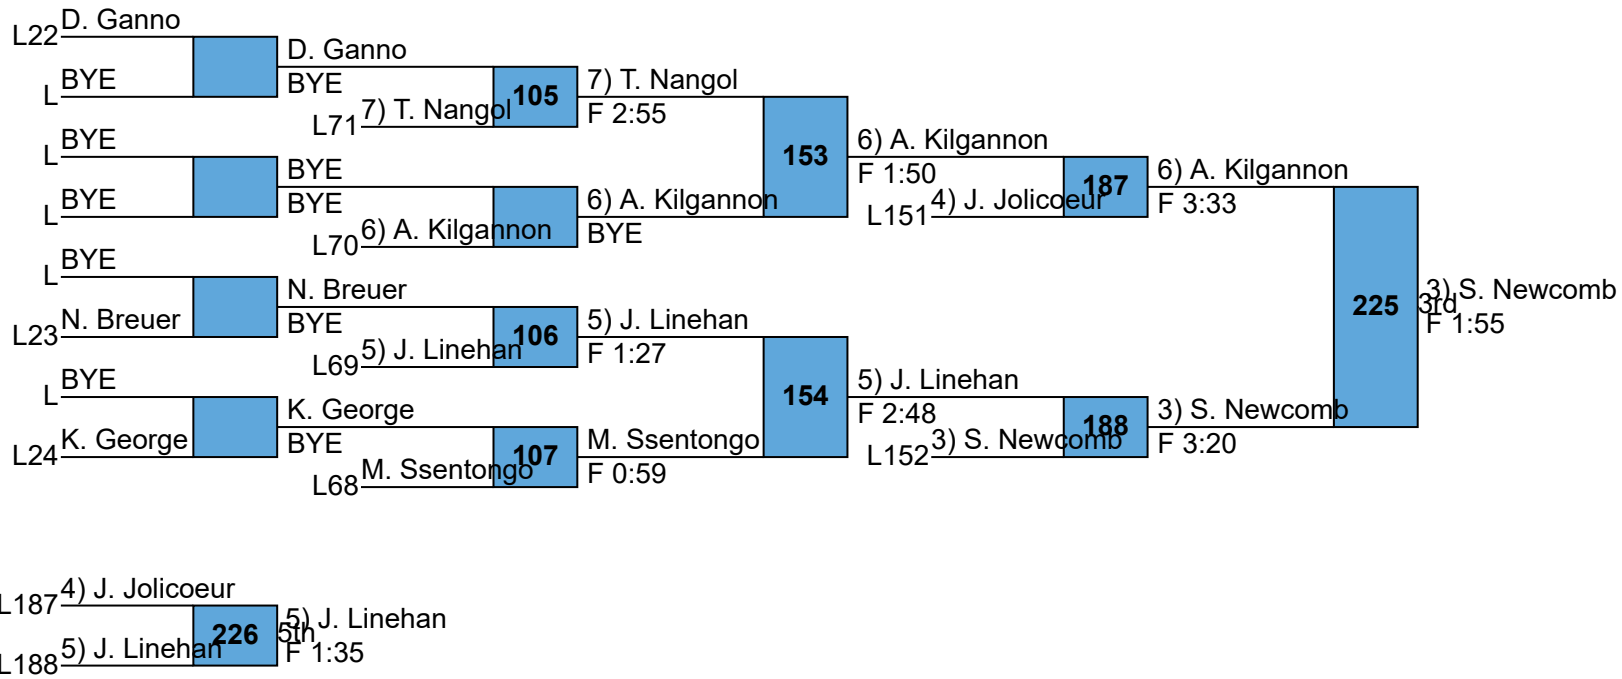 D. Ganno
L22
BYE
L
D. Ganno
BYE
105
7) T. Nangol
L71
7) T. Nangol
F 2:55
BYE
L
BYE
L
BYE
BYE
6) A. Kilgannon
L70
6) A. Kilgannon
BYE
153
6) A. Kilgannon
F 1:50
187
4) J. Jolicoeur
L151
6) A. Kilgannon
F 3:33
BYE
L
N. Breuer
L23
N. Breuer
BYE
106
5) J. Linehan
L69
5) J. Linehan
F 1:27
BYE
L
K. George
L24
K. George
BYE
107
M. Ssentongo
L68
M. Ssentongo
F 0:59
154
5) J. Linehan
F 2:48
188
3) S. Newcomb
L152
3) S. Newcomb
F 3:20
225
3) S. Newcomb
3rd
F 1:55
4) J. Jolicoeur
L187
5) J. Linehan
L188
226
5) J. Linehan
5th
F 1:35